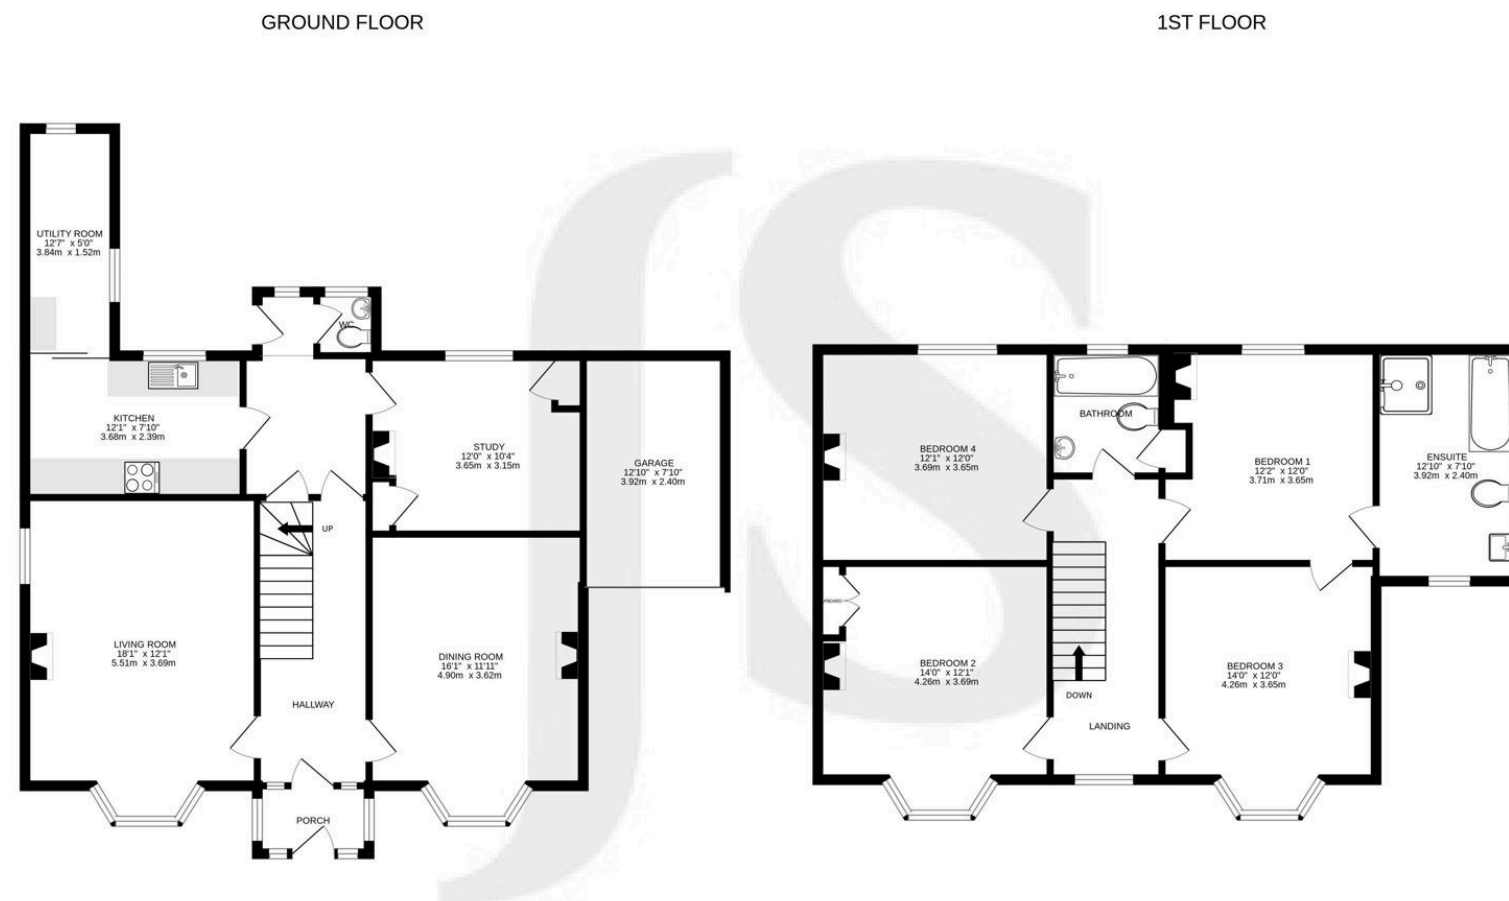 GROUND FLOOR
1ST FLOOR
UTILITY ROOM
12'7" x 5'0"
3.84m x 1.52m
WC
KITCHEN
12'1" x 7'10"
3.68m x 2.39m
STUDY
12'0" x 10'4"
3.65m x 3.15m
GARAGE
12'10" x 7'10"
3.92m x 2.40m
UP
LIVING ROOM
18'1" x 12'1"
5.51m x 3.69m
DINING ROOM
16'1" x 11'11"
4.90m x 3.62m
HALLWAY
PORCH
BATHROOM
BEDROOM 4
12'1" x 12'0"
3.69m x 3.65m
BEDROOM 1
12'2" x 12'0"
3.71m x 3.65m
ENSUITE
12'10" x 7'10"
3.92m x 2.40m
BEDROOM 2
14'0" x 12'1"
4.26m x 3.69m
BEDROOM 3
14'0" x 12'0"
4.26m x 3.65m
DOWN
LANDING